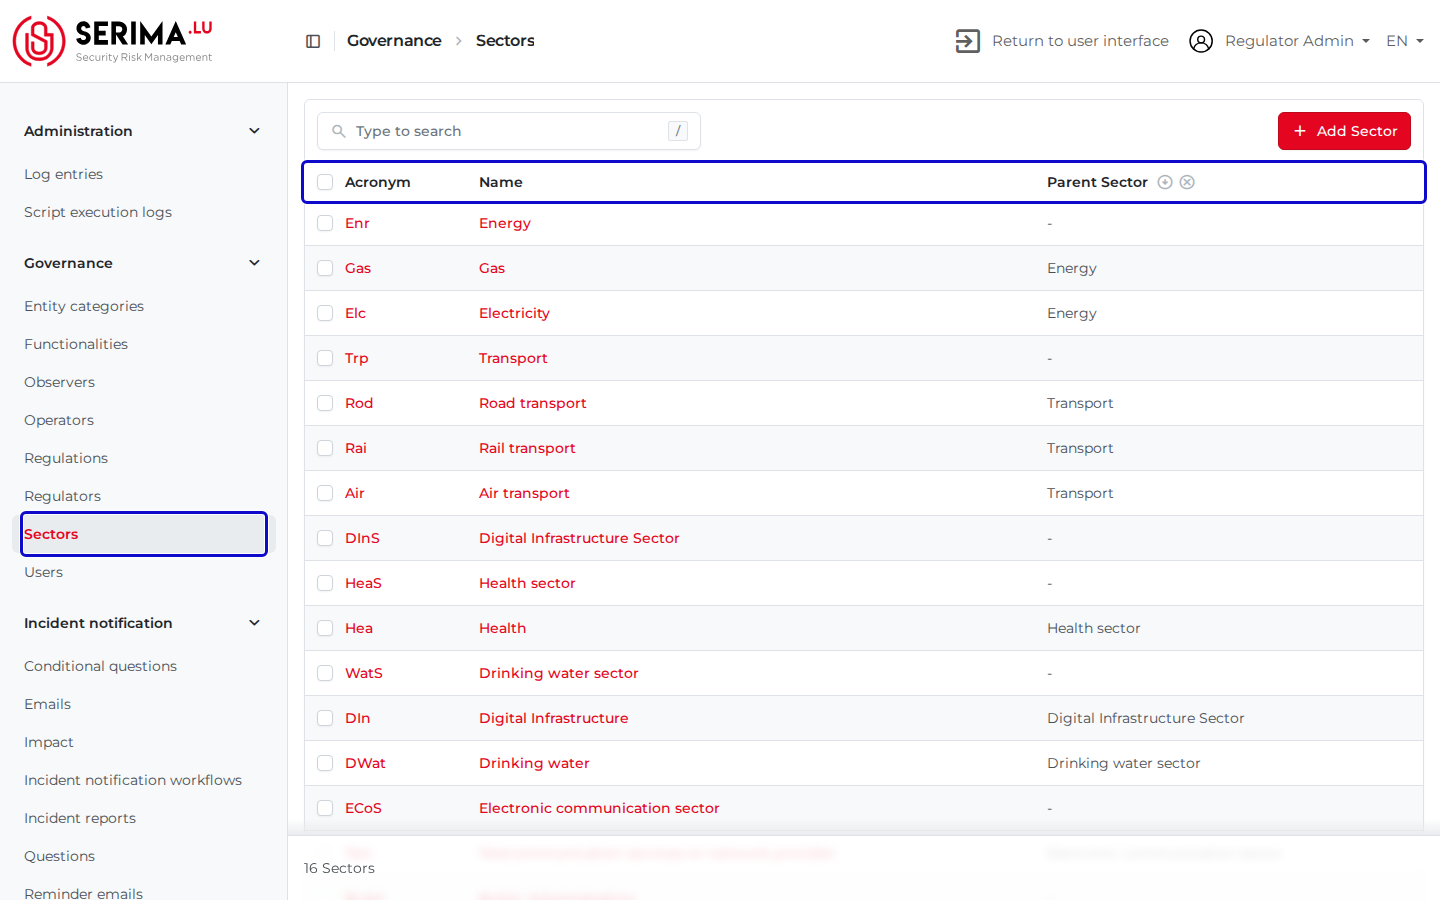 SERIMA.LU
Security Risk Management
Governance > Sectors
Return to user interface
Regulator Admin
EN
Administration
Log entries
Script execution logs
Governance
Entity categories
Functionalities
Observers
Operators
Regulations
Regulators
Sectors
Users
Incident notification
Conditional questions
Emails
Impact
Incident notification workflows
Incident reports
Questions
Reminder emails
Type to search /
+ Add Sector
Acronym Name Parent Sector
Enr Energy -
Gas Gas Energy
Elc Electricity Energy
Trp Transport -
Rod Road transport Transport
Rai Rail transport Transport
Air Air transport Transport
DInS Digital Infrastructure Sector -
HeaS Health sector -
Hea Health Health sector
WatS Drinking water sector -
DIn Digital Infrastructure Digital Infrastructure Sector
DWat Drinking water Drinking water sector
ECoS Electronic communication sector -
16 Sectors